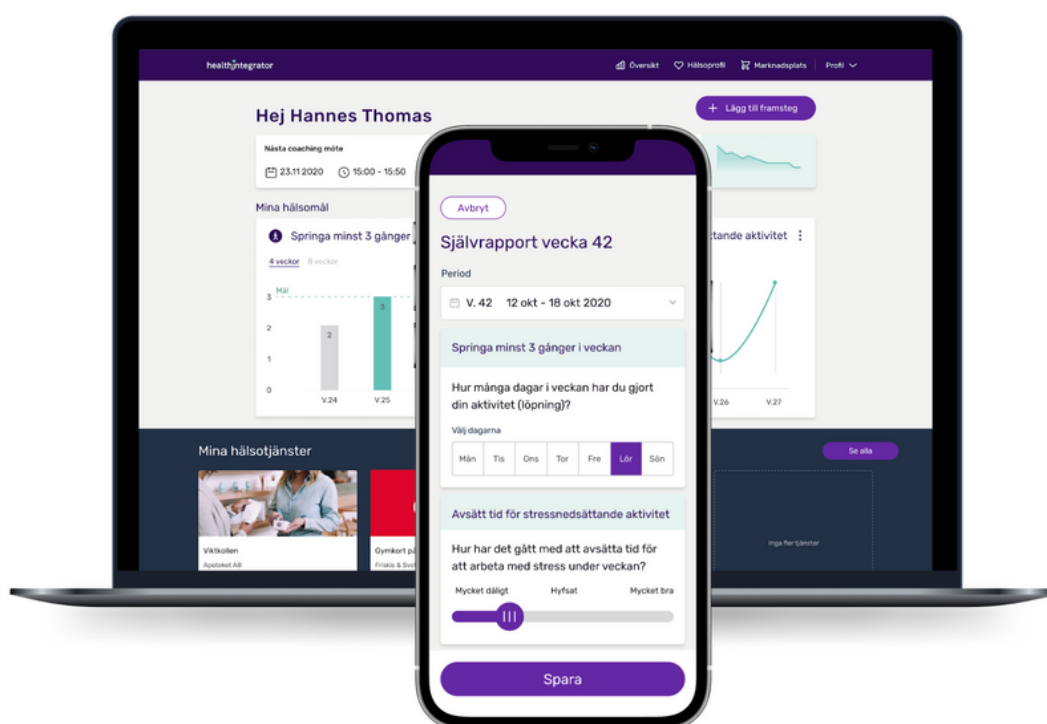 healthintegrator
Översikt
Hälsoprofil
Marknadsplats
Profil
Hej Hannes Thomas
+ Lägg till framsteg
Nästa coaching möte
23.11 2020
15:00 - 15:50
Mina hälsomål
Springa minst 3 gånger
4 veckor
8 veckor
Mål
3
2
1
0
2
3
V.24
V.25
ttande aktivitet
V.26
V.27
Mina hälsotjänster
Se alla
Viktkollen
Apoteket AB
Gymkort på
Friskis & Sve
Inga fler tjänster
Avbryt
Självrapport vecka 42
Period
V. 42 12 okt - 18 okt 2020
Springa minst 3 gånger i veckan
Hur många dagar i veckan har du gjort
din aktivitet (löpning)?
Välj dagarna
Mån Tis Ons Tor Fre Lör Sön
Avsätt tid för stressnedsättande aktivitet
Hur har det gått med att avsätta tid för
att arbeta med stress under veckan?
Mycket dåligt Hyfsat Mycket bra
Spara